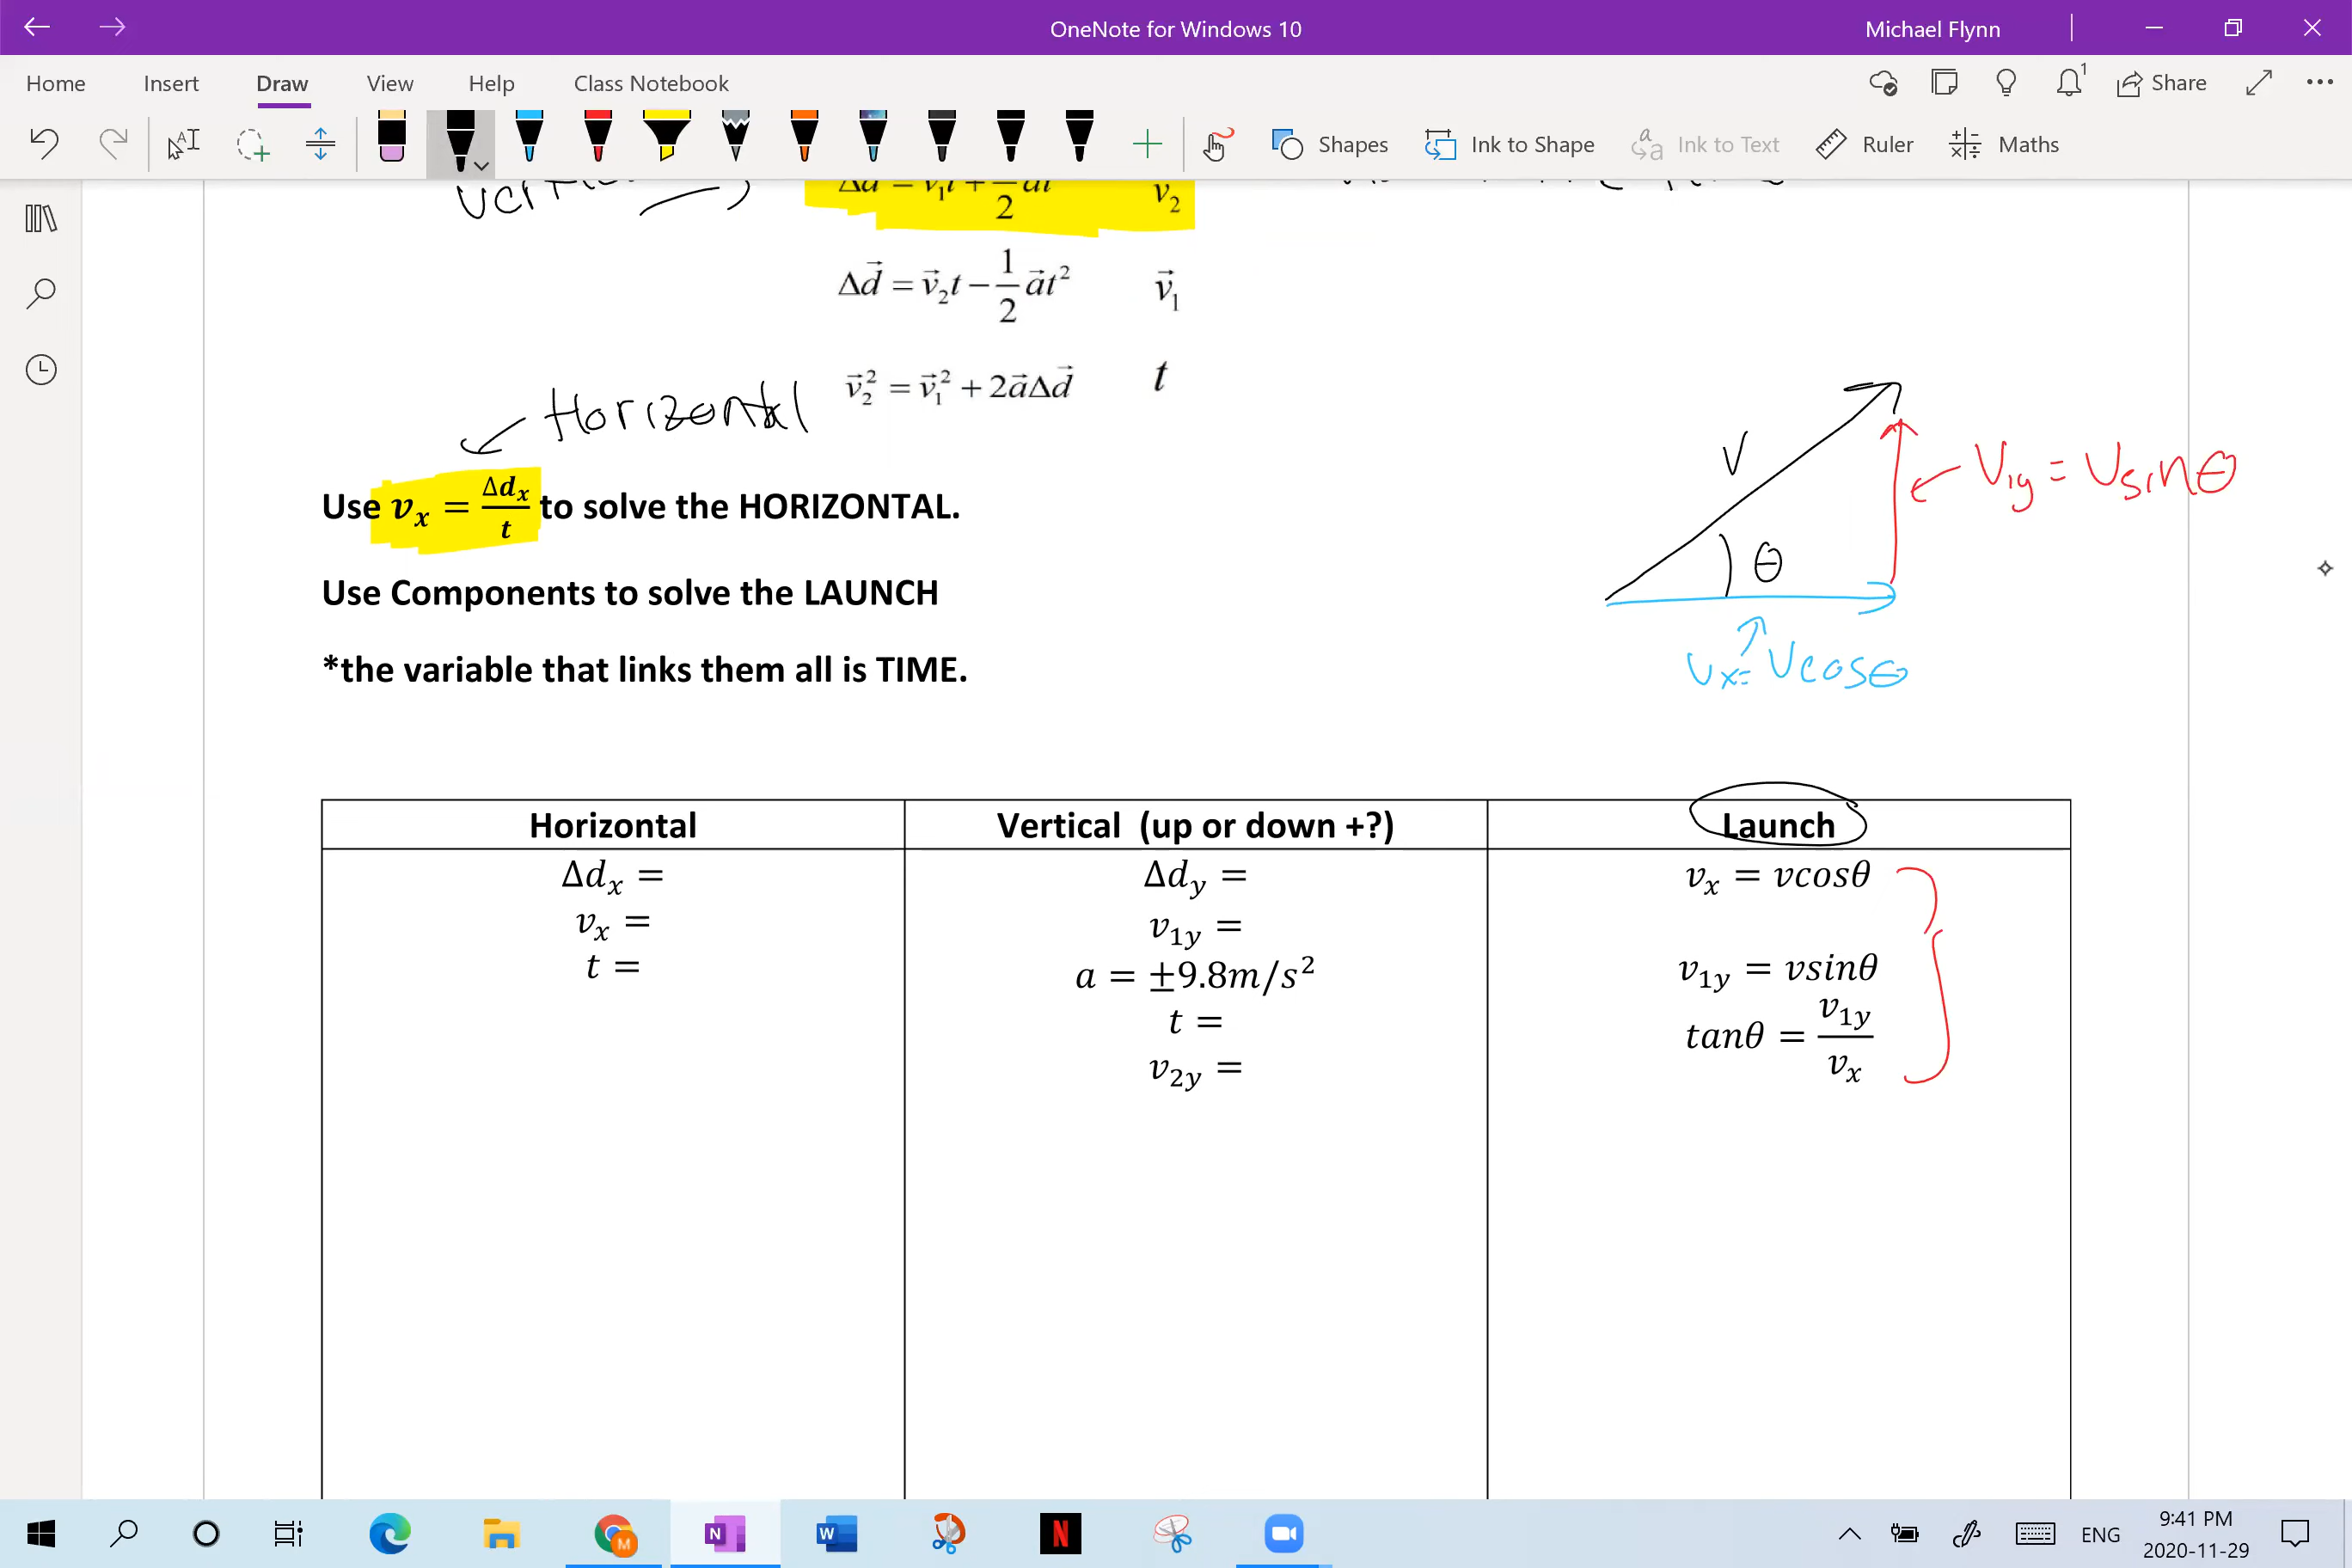 OneNote for Windows 10
Michael Flynn
Home Insert Draw View Help Class Notebook
1
Share
Shapes Ink to Shape Ink to Text Ruler Maths
v₂
Δd⃗ = v⃗₂t − 1/2 a⃗t² v⃗₁
v⃗₂² = v⃗₁² + 2a⃗Δd⃗ t
Horizontal
V
V₁y = Vsinθ
Use vₓ = Δdₓ/t to solve the HORIZONTAL.
θ
Use Components to solve the LAUNCH
Vx= Vcosθ
*the variable that links them all is TIME.
Horizontal Vertical (up or down +?) Launch
Δdₓ =
vₓ =
t =
Δd_y =
v₁y =
a = ±9.8m/s²
t =
v₂y =
vₓ = vcosθ
v₁y = vsinθ
tanθ = v₁y/vₓ
ENG
9:41 PM
2020-11-29